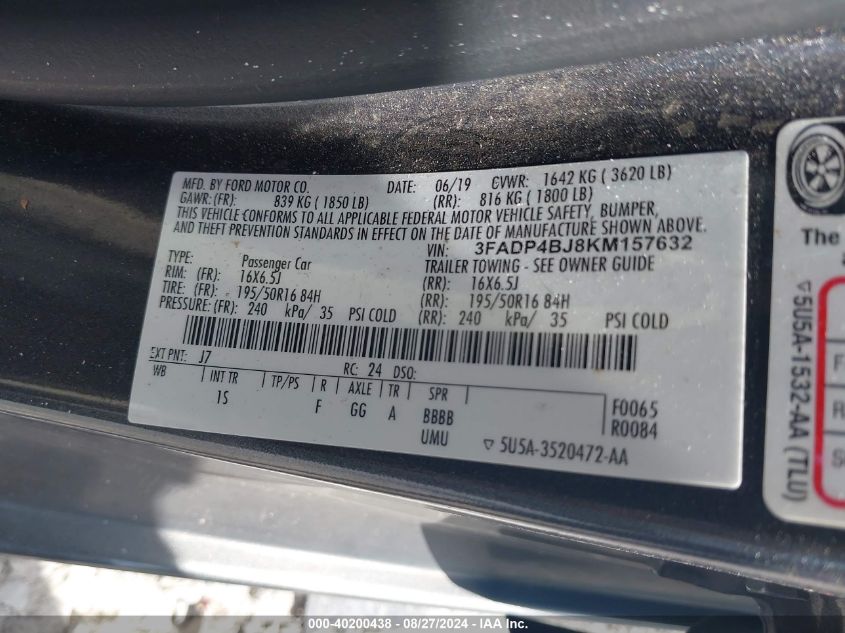 MFD. BY FORD MOTOR CO. DATE: 06/19 GVWR: 1642 KG ( 3620 LB)
GAWR:(FR): 839 KG ( 1850 LB) (RR): 816 KG ( 1800 LB)
THIS VEHICLE CONFORMS TO ALL APPLICABLE FEDERAL MOTOR VEHICLE SAFETY, BUMPER,
AND THEFT PREVENTION STANDARDS IN EFFECT ON THE DATE OF MANUFACTURE SHOWN ABOVE.
VIN: 3FADP4BJ8KM157632
TYPE: Passenger Car TRAILER TOWING - SEE OWNER GUIDE
RIM: (FR): 16X6.5J (RR): 16X6.5J
TIRE: (FR): 195/50R16 84H (RR): 195/50R16 84H
PRESSURE: (FR): 240 kPa/ 35 PSI COLD (RR): 240 kPa/ 35 PSI COLD
EXT PNT: J7 RC: 24 DSO:
WB INT TR TP/PS R AXLE TR SPR
1S F GG A BBBB F0065
UMU R0084
▽ 5U5A-3520472-AA
The
▽5U5A-1532-AA (TLU)
F
R
S
---000-40200438 - 08/27/2024 - IAA Inc.